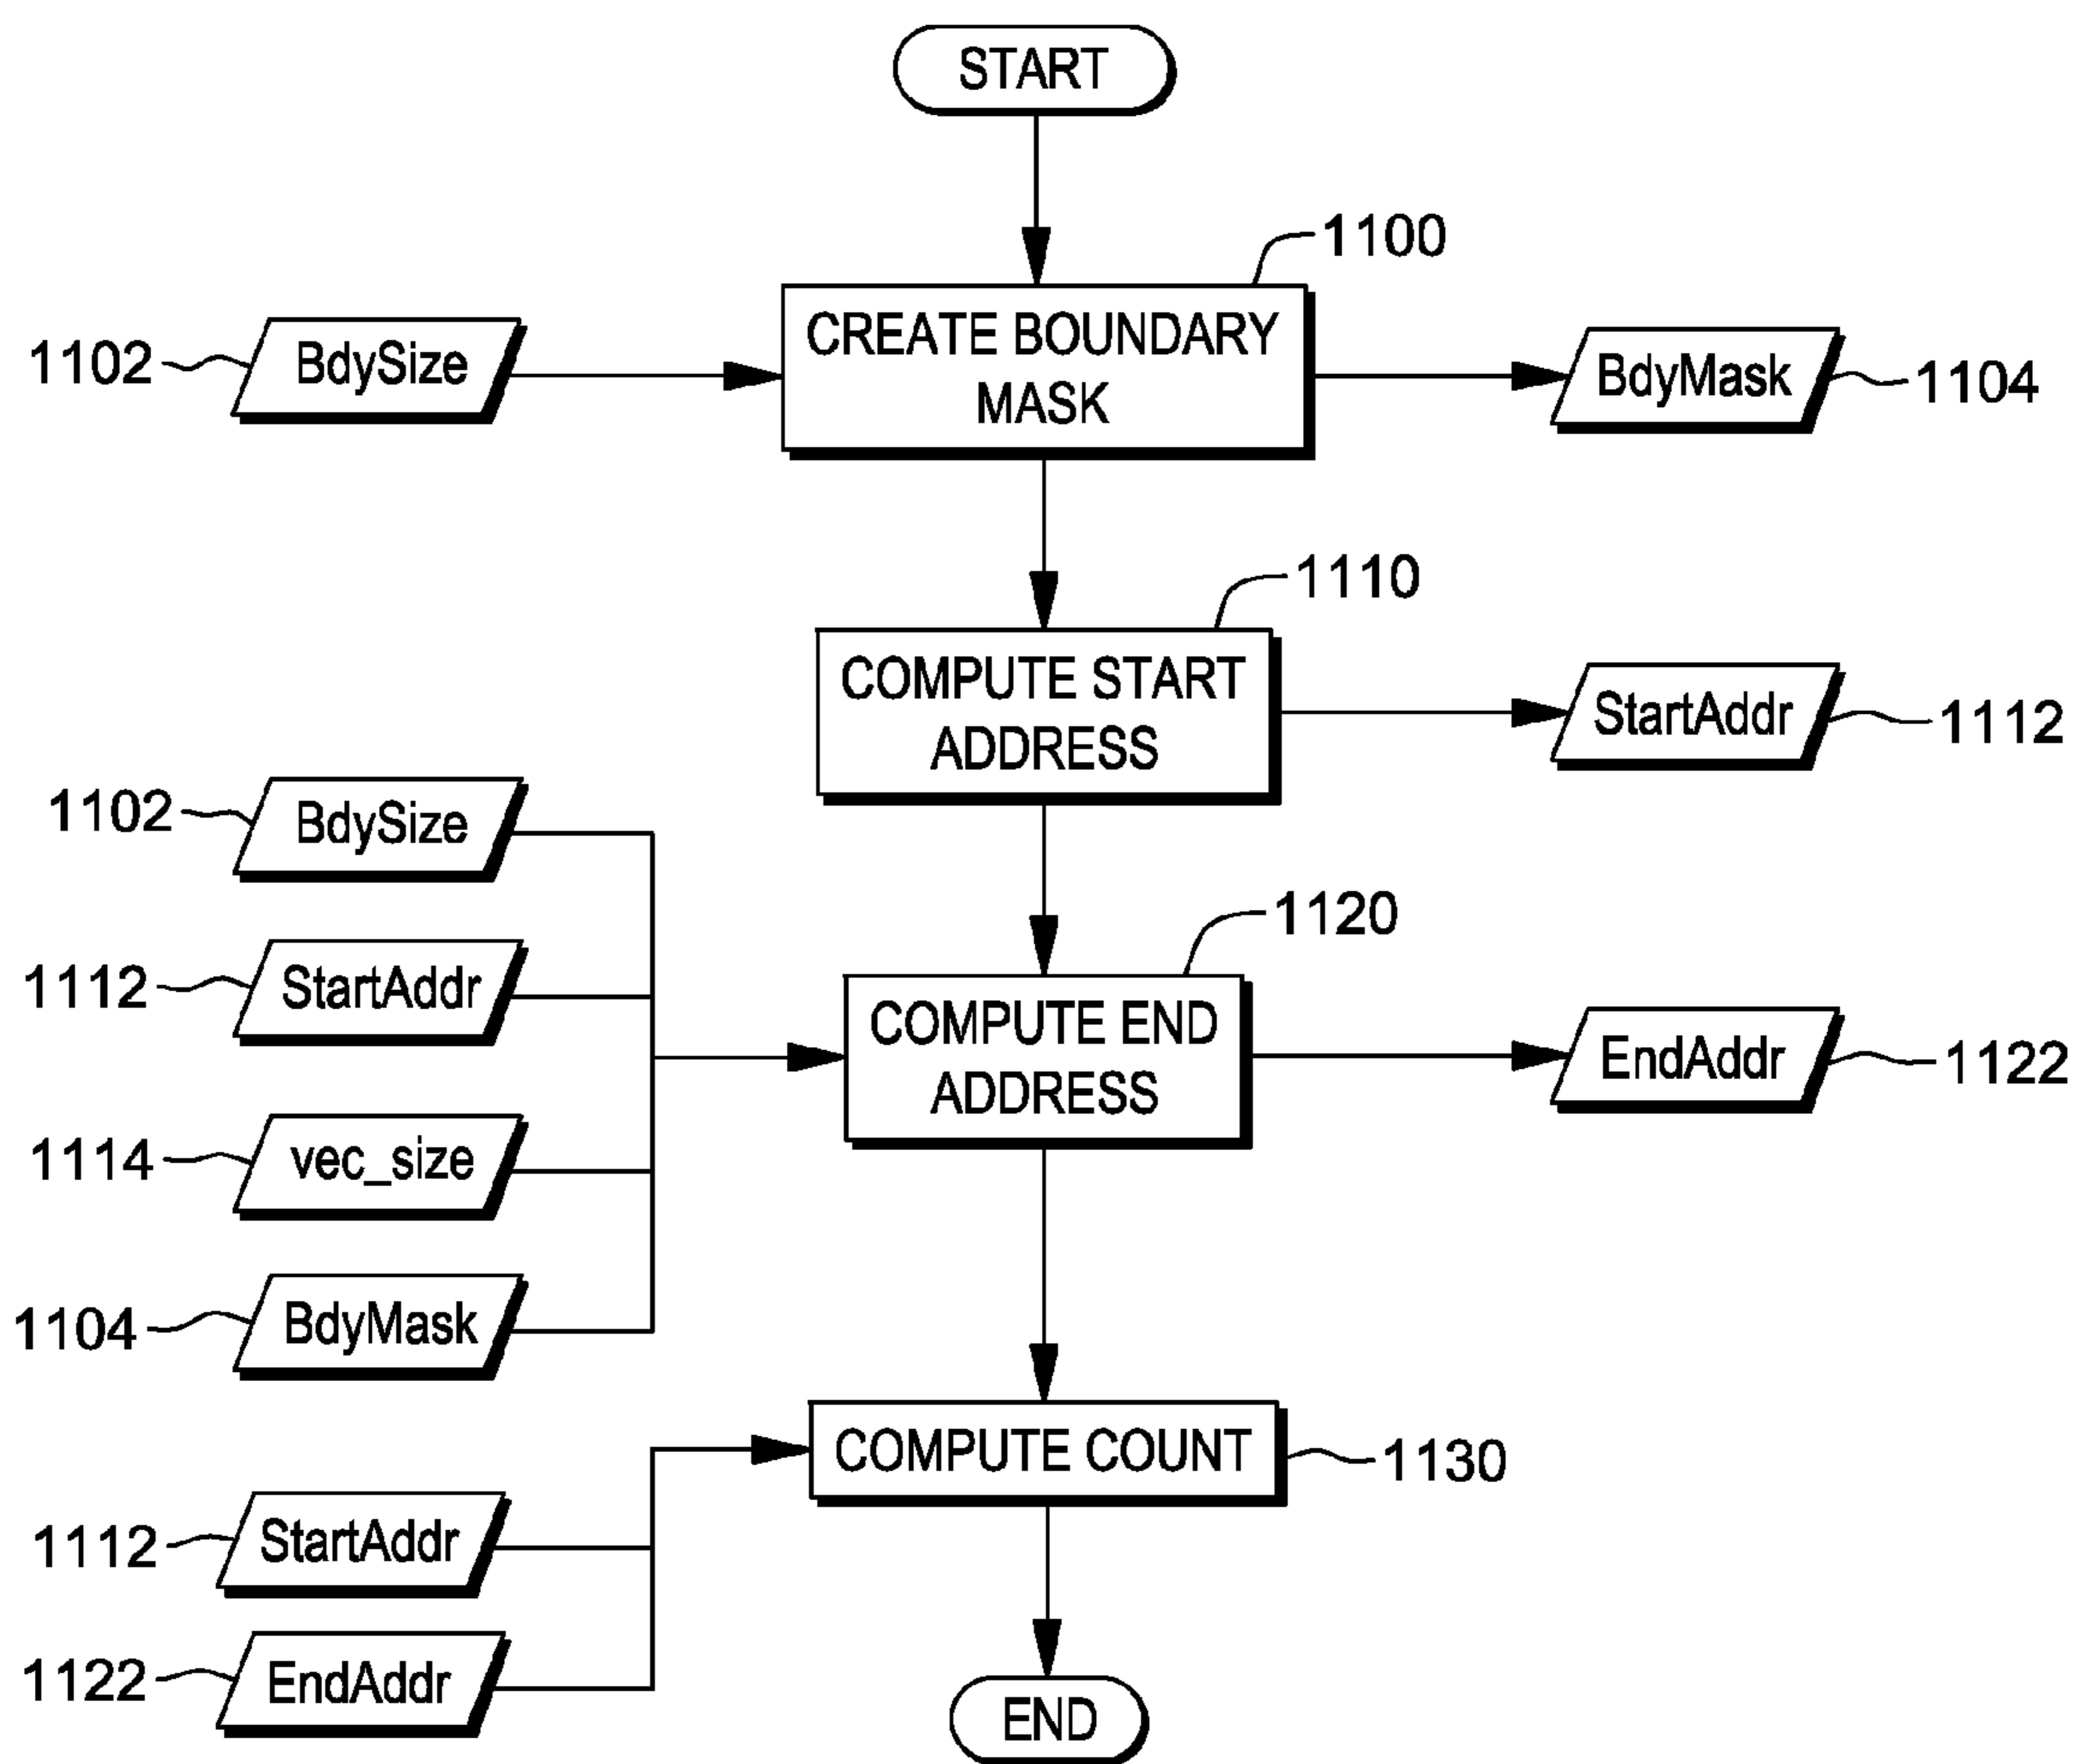 START
1100
1102
BdySize
CREATE BOUNDARY
MASK
BdyMask
1104
1110
COMPUTE START
ADDRESS
StartAddr
1112
1102
BdySize
1120
1112
StartAddr
COMPUTE END
ADDRESS
EndAddr
1122
1114
vec_size
1104
BdyMask
COMPUTE COUNT
1130
1112
StartAddr
1122
EndAddr
END